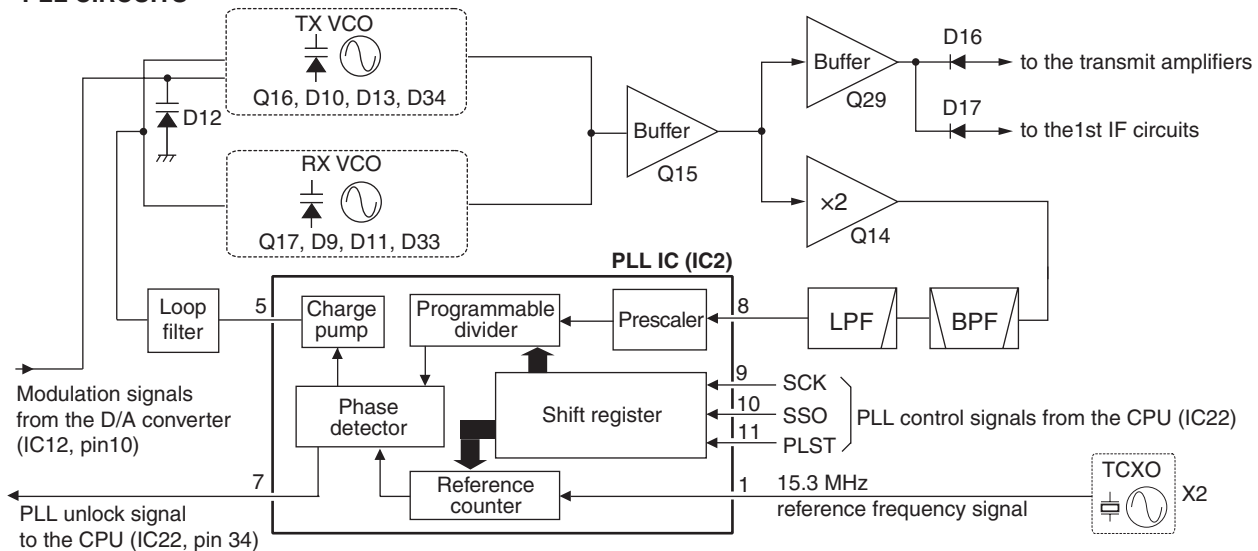 PLL CIRCUITS
TX VCO
Q16, D10, D13, D34
D12
RX VCO
Q17, D9, D11, D33
Buffer
Q15
Buffer
Q29
D16
to the transmit amplifiers
D17
to the1st IF circuits
×2
Q14
PLL IC (IC2)
Loop
filter
5
Charge
pump
Programmable
divider
Prescaler
8
LPF
BPF
Phase
detector
Shift register
9
SCK
10
SSO
11
PLST
PLL control signals from the CPU (IC22)
Modulation signals
from the D/A converter
(IC12, pin10)
7
PLL unlock signal
to the CPU (IC22, pin 34)
Reference
counter
1
15.3 MHz
reference frequency signal
TCXO
X2